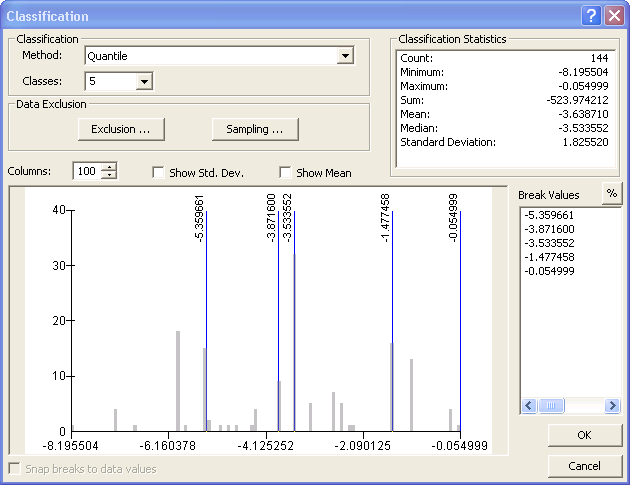 Classification
Classification
Method: Quantile
Classes: 5
Data Exclusion
Exclusion ...
Sampling ...
Classification Statistics
Count: 144
Minimum: -8.195504
Maximum: -0.054999
Sum: -523.974212
Mean: -3.638710
Median: -3.533552
Standard Deviation: 1.825520
Columns: 100 Show Std. Dev. Show Mean
Break Values %
-5.359661
-3.871600
-3.533552
-1.477458
-0.054999
-5.359661
-3.871600
-3.533552
-1.477458
-0.054999
40
30
20
10
0
-8.195504 -6.160378 -4.125252 -2.090125 -0.054999
Snap breaks to data values
OK
Cancel